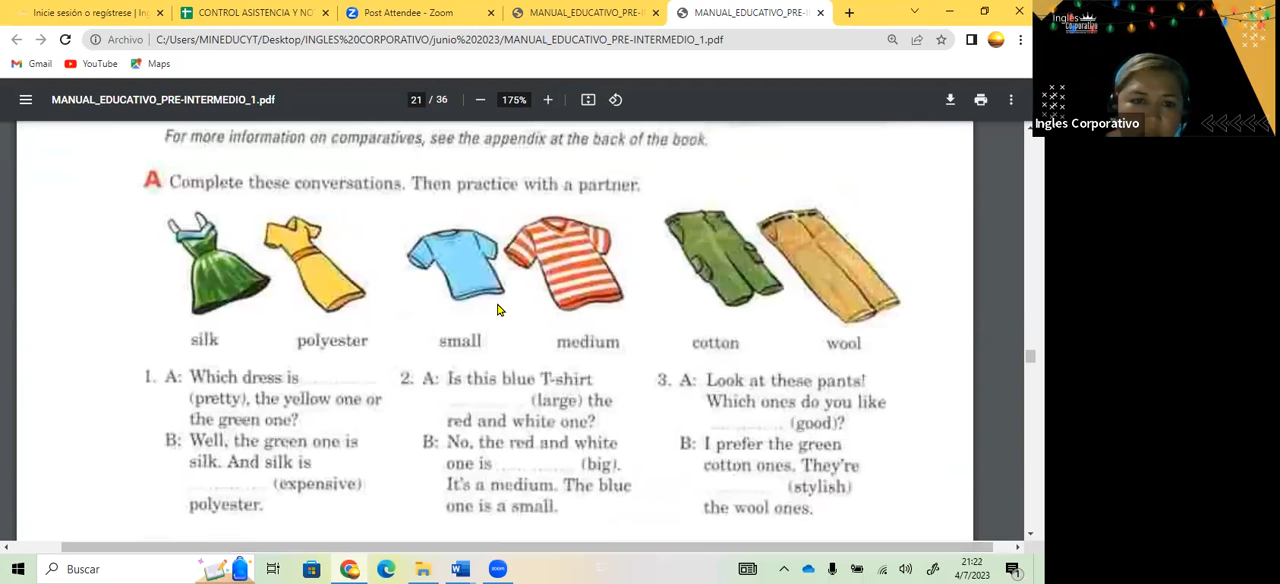 Inicie sesión o regístrese | In
CONTROL ASISTENCIA Y NO
Post Attendee - Zoom
MANUAL_EDUCATIVO_PRE-I
MANUAL_EDUCATIVO_PRE-I
Archivo
C:/Users/MINEDUCYT/Desktop/INGLES%20CORPORATIVO/junio%202023/MANUAL_EDUCATIVO_PRE-INTERMEDIO_1.pdf
Gmail
YouTube
Maps
MANUAL_EDUCATIVO_PRE-INTERMEDIO_1.pdf
21 / 36
175%
Ingles
Corporativo
Ingles Corporativo
For more information on comparatives, see the appendix at the back of the book.
A Complete these conversations. Then practice with a partner.
silk
polyester
small
medium
cotton
wool
1. A: Which dress is ............
(pretty), the yellow one or
the green one?
B: Well, the green one is
silk. And silk is
............ (expensive)
polyester.
2. A: Is this blue T-shirt
............ (large) the
red and white one?
B: No, the red and white
one is ............ (big).
It's a medium. The blue
one is a small.
3. A: Look at these pants!
Which ones do you like
............ (good)?
B: I prefer the green
cotton ones. They're
............ (stylish)
the wool ones.
Buscar
21:22
4/7/2023